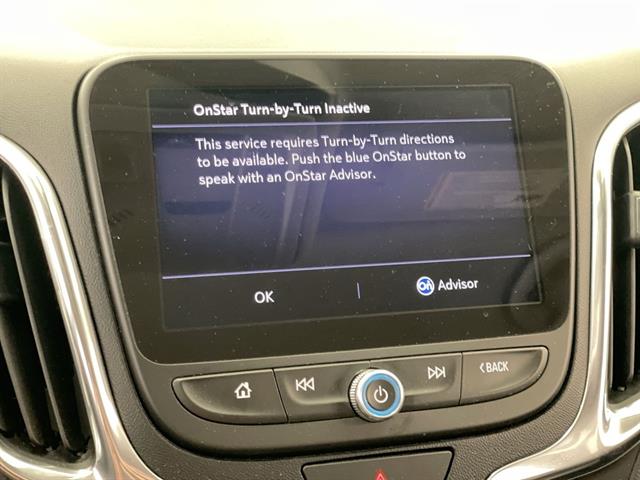 OnStar Turn-by-Turn Inactive
This service requires Turn-by-Turn directions
to be available. Push the blue OnStar button to
speak with an OnStar Advisor.
OK
On Advisor
BACK